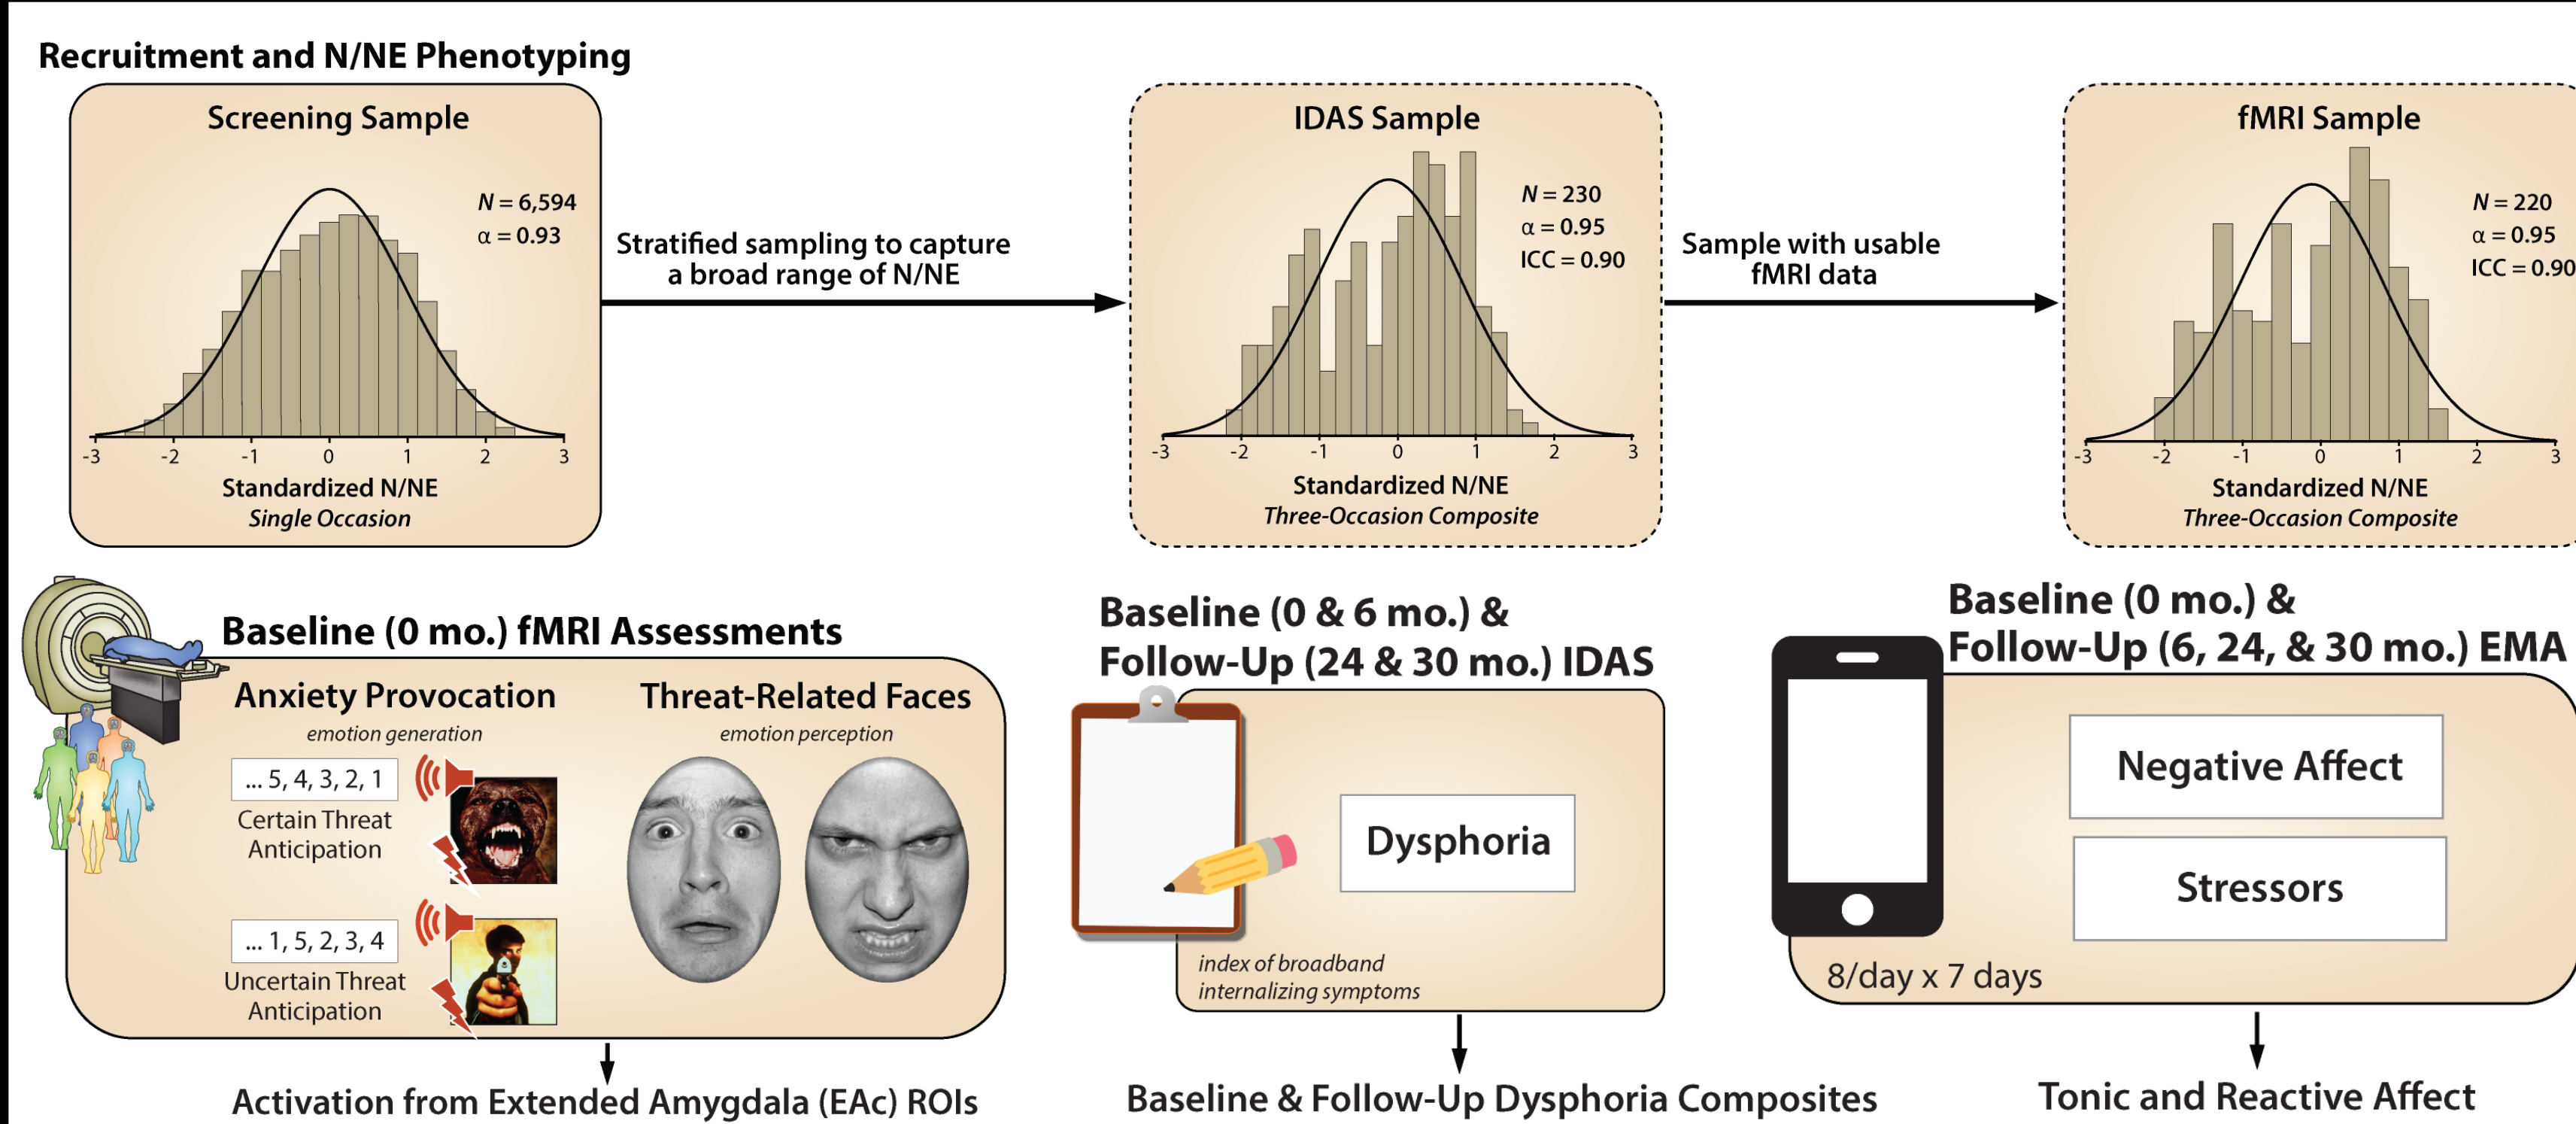 Recruitment and N/NE Phenotyping
Screening Sample
N = 6,594
α = 0.93
-3 -2 -1 0 1 2 3
Standardized N/NE
Single Occasion
Stratified sampling to capture
a broad range of N/NE
IDAS Sample
N = 230
α = 0.95
ICC = 0.90
-3 -2 -1 0 1 2 3
Standardized N/NE
Three-Occasion Composite
Sample with usable
fMRI data
fMRI Sample
N = 220
α = 0.95
ICC = 0.90
-3 -2 -1 0 1 2 3
Standardized N/NE
Three-Occasion Composite
Baseline (0 mo.) fMRI Assessments
Anxiety Provocation
emotion generation
... 5, 4, 3, 2, 1
Certain Threat
Anticipation
... 1, 5, 2, 3, 4
Uncertain Threat
Anticipation
Threat-Related Faces
emotion perception
Activation from Extended Amygdala (EAc) ROIs
Baseline (0 & 6 mo.) &
Follow-Up (24 & 30 mo.) IDAS
Dysphoria
index of broadband
internalizing symptoms
Baseline & Follow-Up Dysphoria Composites
Baseline (0 mo.) &
Follow-Up (6, 24, & 30 mo.) EMA
Negative Affect
Stressors
8/day x 7 days
Tonic and Reactive Affect